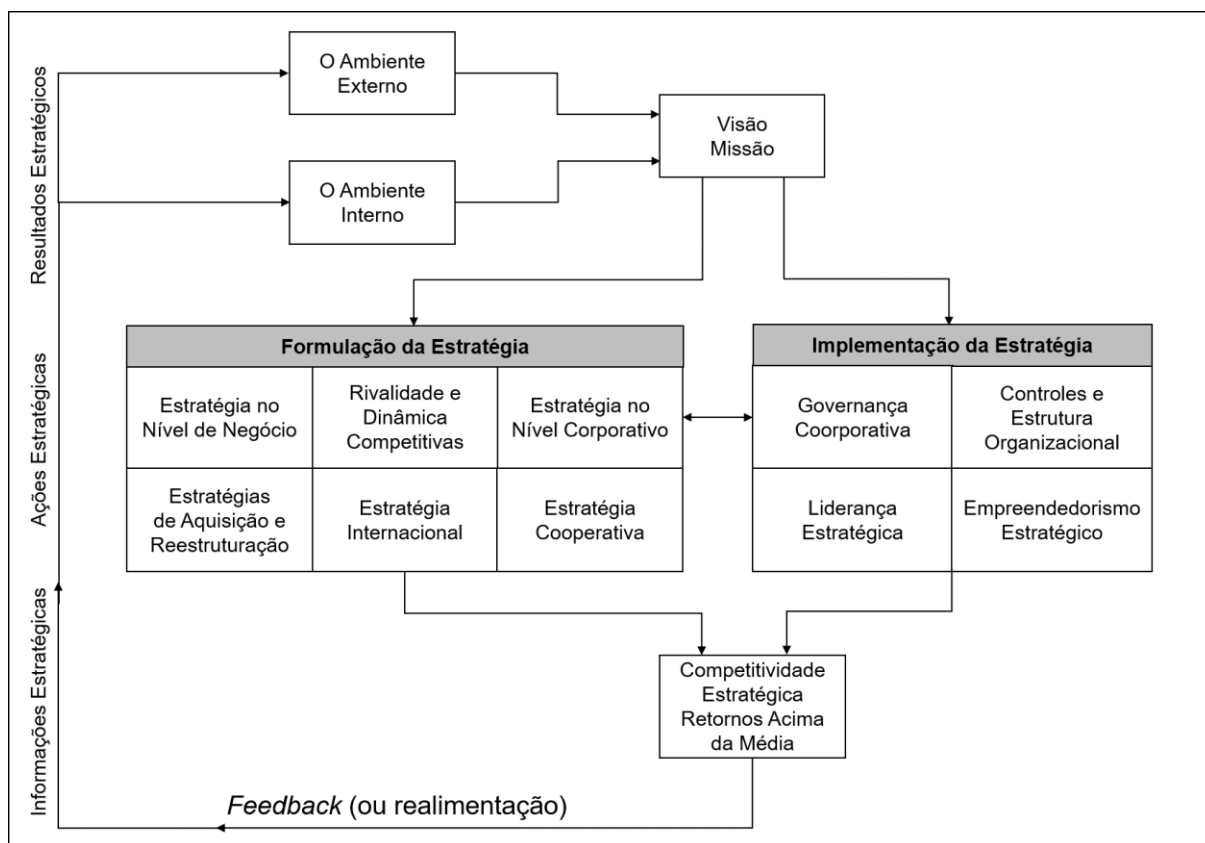 Resultados Estratégicos
O Ambiente
Externo
Visão
Missão
O Ambiente
Interno
Ações Estratégicas
Formulação da Estratégia
Estratégia no
Nível de Negócio
Rivalidade e
Dinâmica
Competitivas
Estratégia no
Nível Corporativo
Estratégias
de Aquisição e
Reestruturação
Estratégia
Internacional
Estratégia
Cooperativa
Implementação da Estratégia
Governança
Coorporativa
Controles e
Estrutura
Organizacional
Liderança
Estratégica
Empreendedorismo
Estratégico
Informações Estratégicas
Competitividade
Estratégica
Retornos Acima
da Média
Feedback (ou realimentação)